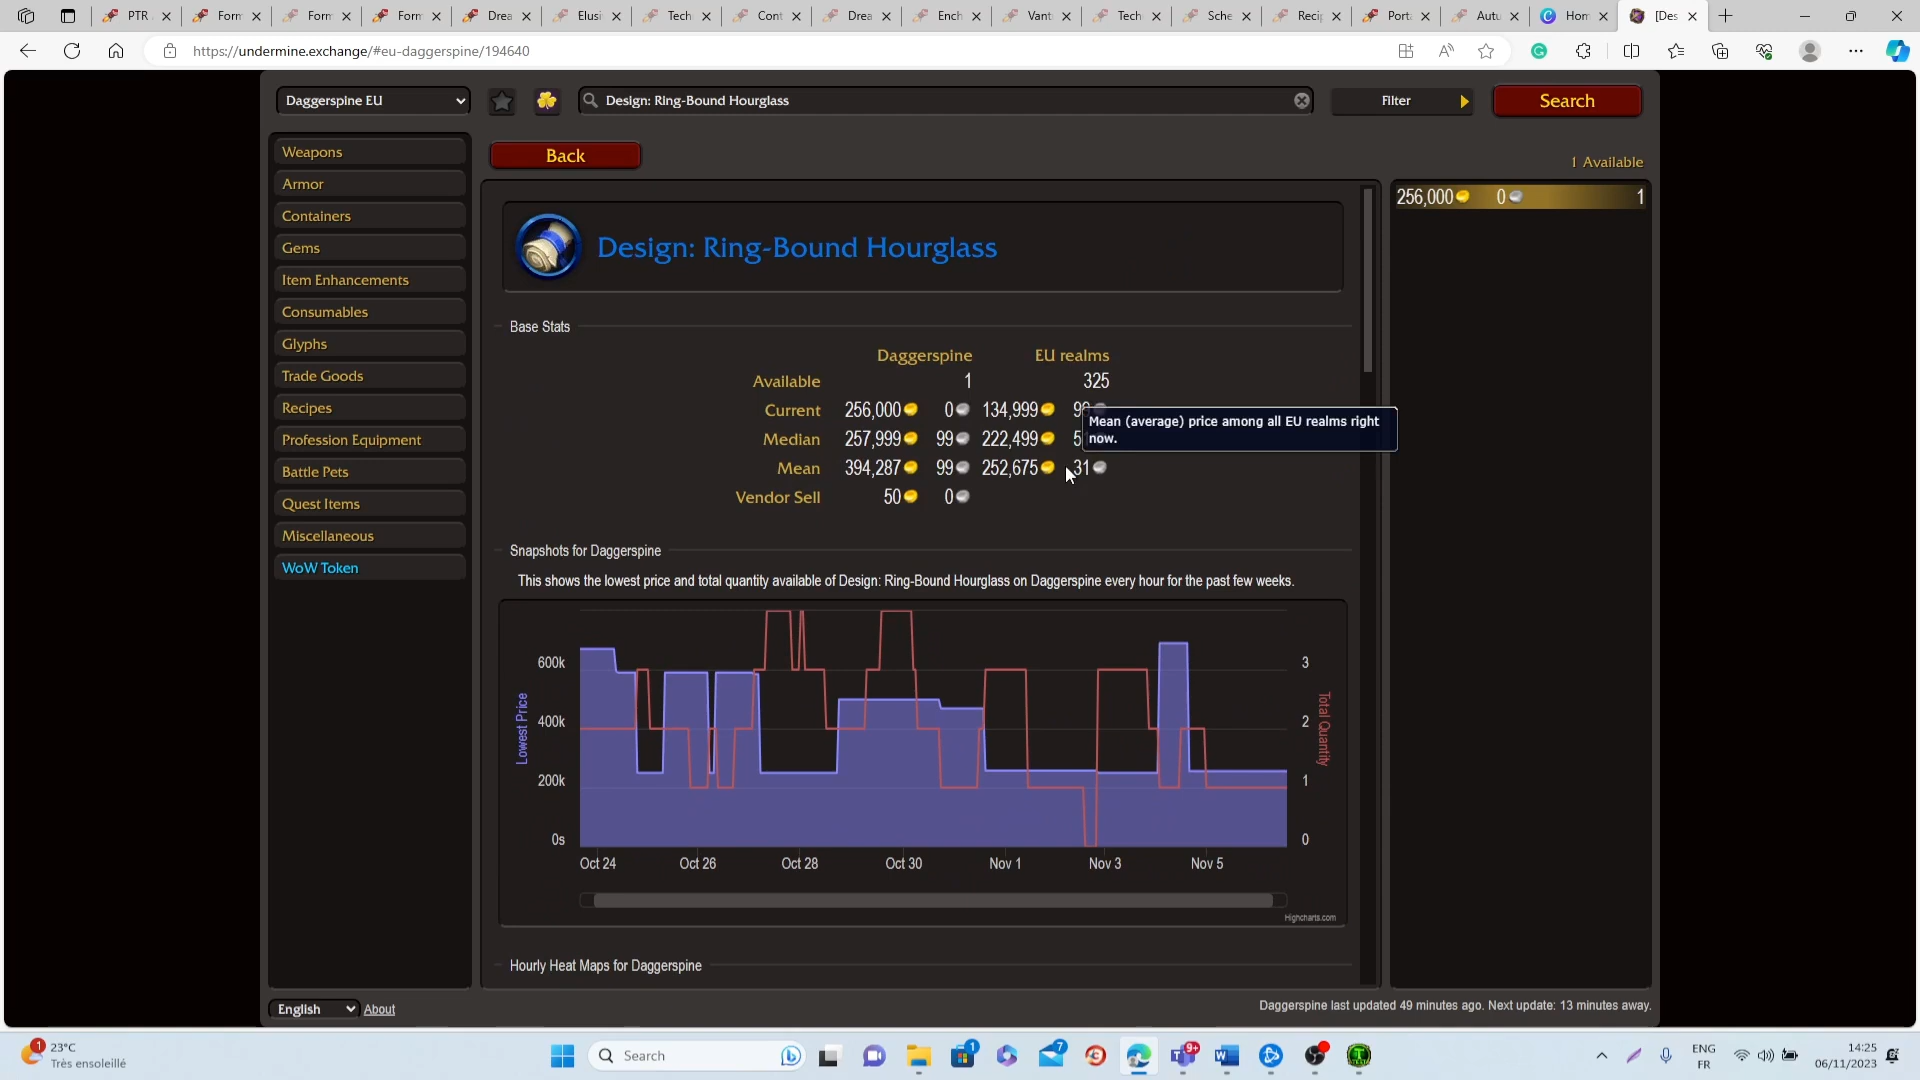 PTR
Form
Form
Form
Drea
Elusi
Tech
Cont
Drea
Ench
Vant
Tech
Sche
Recip
Porta
Autu
Hom
[Des
https://undermine.exchange/#eu-daggerspine/194640
Daggerspine EU
Design: Ring-Bound Hourglass
Filter
Search
Back
1 Available
Weapons
Armor
Containers
Gems
Item Enhancements
Consumables
Glyphs
Trade Goods
Recipes
Profession Equipment
Battle Pets
Quest Items
Miscellaneous
WoW Token
256,000 0 1
Design: Ring-Bound Hourglass
Base Stats
Daggerspine EU realms
Available 1 325
Current 256,000 0 134,999
Median 257,999 99 222,499
Mean 394,287 99 252,675 31
Vendor Sell 50 0
Mean (average) price among all EU realms right
now.
Snapshots for Daggerspine
This shows the lowest price and total quantity available of Design: Ring-Bound Hourglass on Daggerspine every hour for the past few weeks.
Lowest Price
600k
400k
200k
0s
3
2
1
0
Total Quantity
Oct 24 Oct 26 Oct 28 Oct 30 Nov 1 Nov 3 Nov 5
Highcharts.com
Hourly Heat Maps for Daggerspine
English About
Daggerspine last updated 49 minutes ago. Next update: 13 minutes away.
1
23°C
Très ensoleillé
Search
1
7
9+
ENG
FR
14:25
06/11/2023